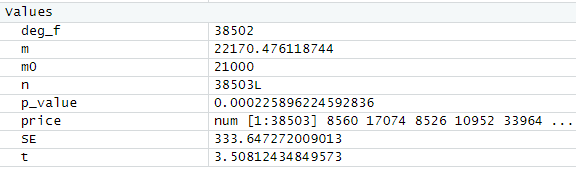 Values
deg_f 38502
m 22170.476118744
m0 21000
n 38503L
p_value 0.000225896224592836
price num [1:38503] 8560 17074 8526 10952 33964 ...
SE 333.647272009013
t 3.50812434849573